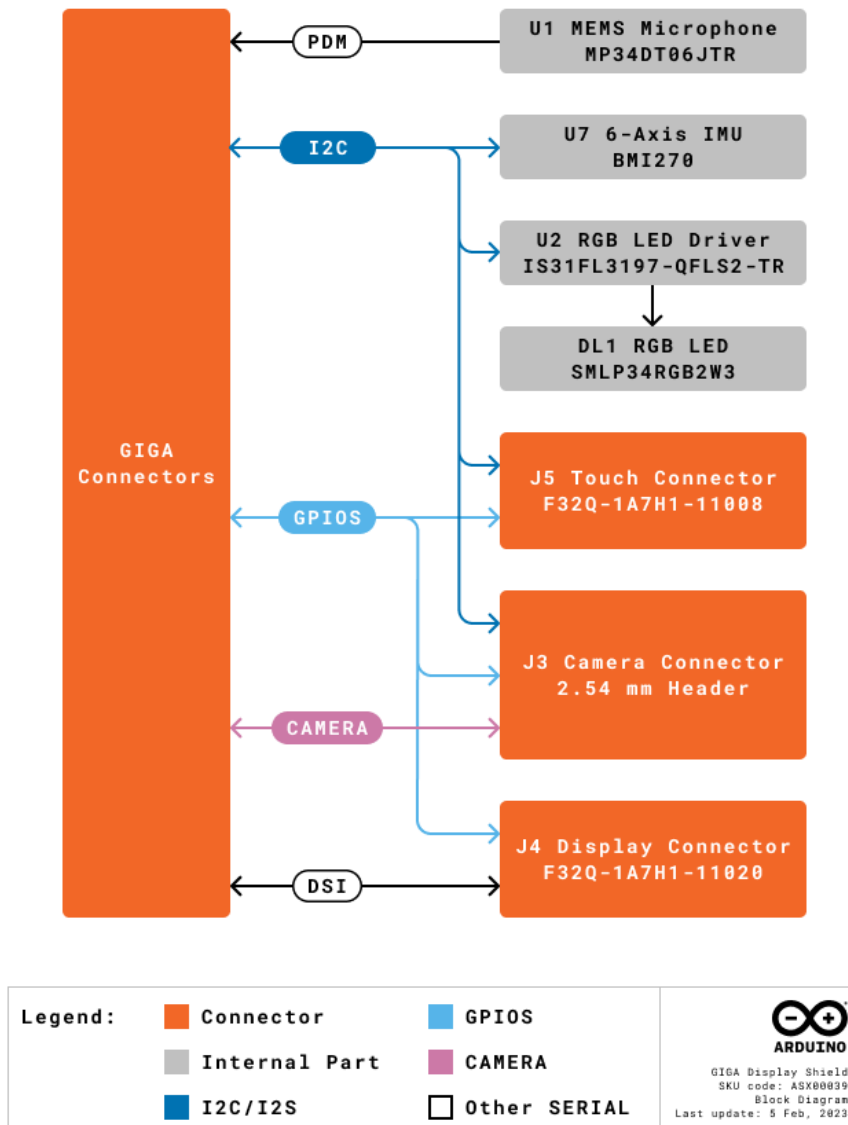 PDM
U1 MEMS Microphone
MP34DT06JTR
I2C
U7 6-Axis IMU
BMI270
U2 RGB LED Driver
IS31FL3197-QFLS2-TR
DL1 RGB LED
SMLP34RGB2W3
GIGA
Connectors
J5 Touch Connector
F32Q-1A7H1-11008
GPIOS
J3 Camera Connector
2.54 mm Header
CAMERA
J4 Display Connector
F32Q-1A7H1-11020
DSI
Legend:
Connector
Internal Part
I2C/I2S
GPIOS
CAMERA
Other SERIAL
ARDUINO
GIGA Display Shield
SKU code: ASX00039
Block Diagram
Last update: 5 Feb, 2023